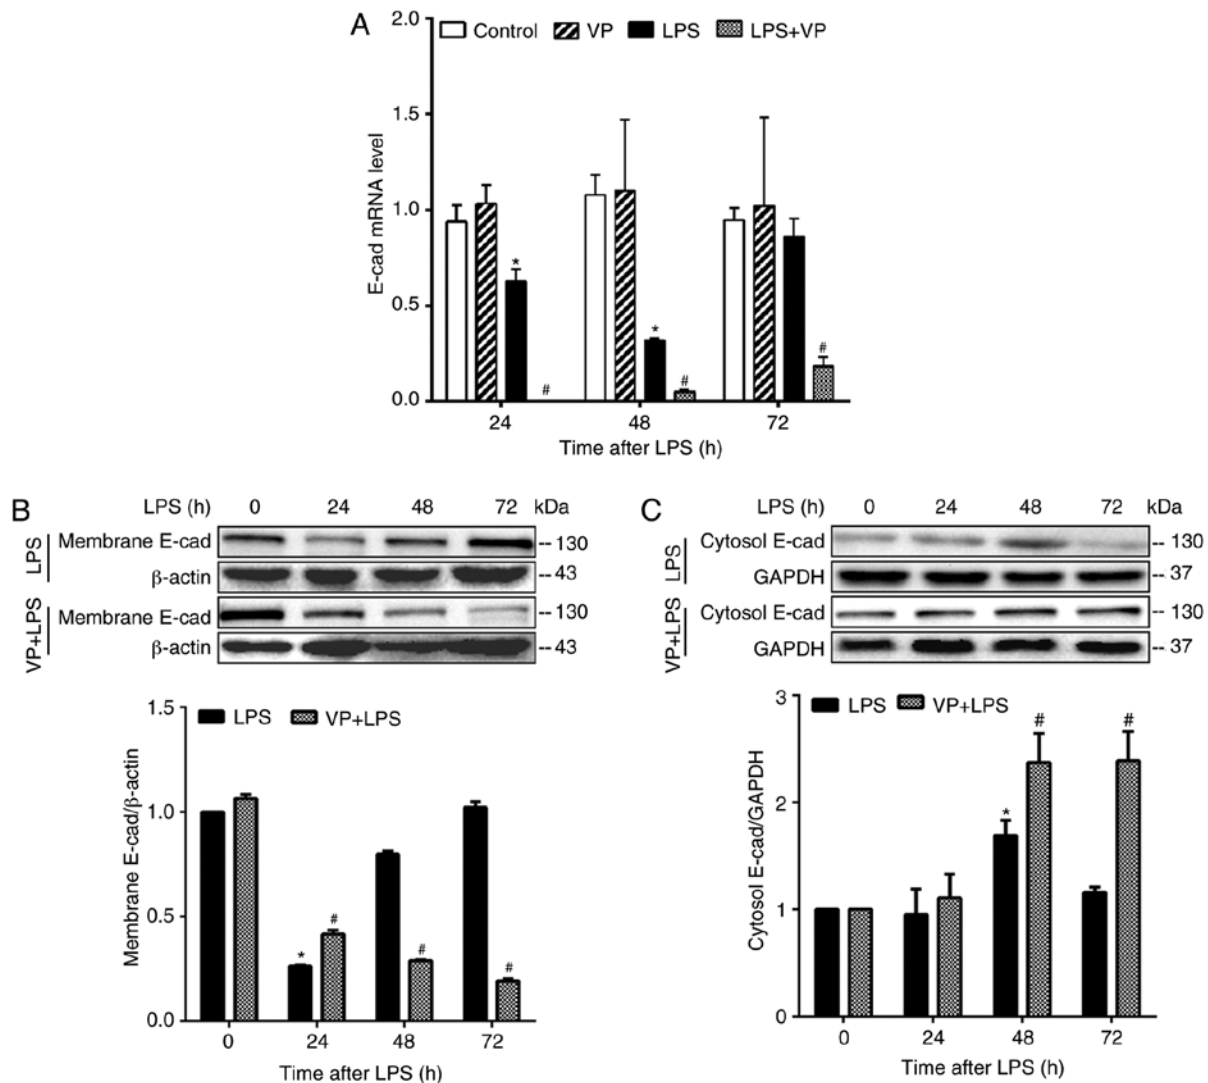 A
Control VP LPS LPS+VP
2.0
1.5
1.0
0.5
0.0
E-cad mRNA level
*
#
*
#
#
24 48 72
Time after LPS (h)
B
LPS (h) 0 24 48 72 kDa
LPS
Membrane E-cad -- 130
β-actin -- 43
VP+LPS
Membrane E-cad -- 130
β-actin -- 43
LPS VP+LPS
1.5
1.0
0.5
0.0
Membrane E-cad/β-actin
*
#
#
#
0 24 48 72
Time after LPS (h)
C
LPS (h) 0 24 48 72 kDa
LPS
Cytosol E-cad -- 130
GAPDH -- 37
VP+LPS
Cytosol E-cad -- 130
GAPDH -- 37
LPS VP+LPS
3
2
1
0
Cytosol E-cad/GAPDH
*
#
#
0 24 48 72
Time after LPS (h)